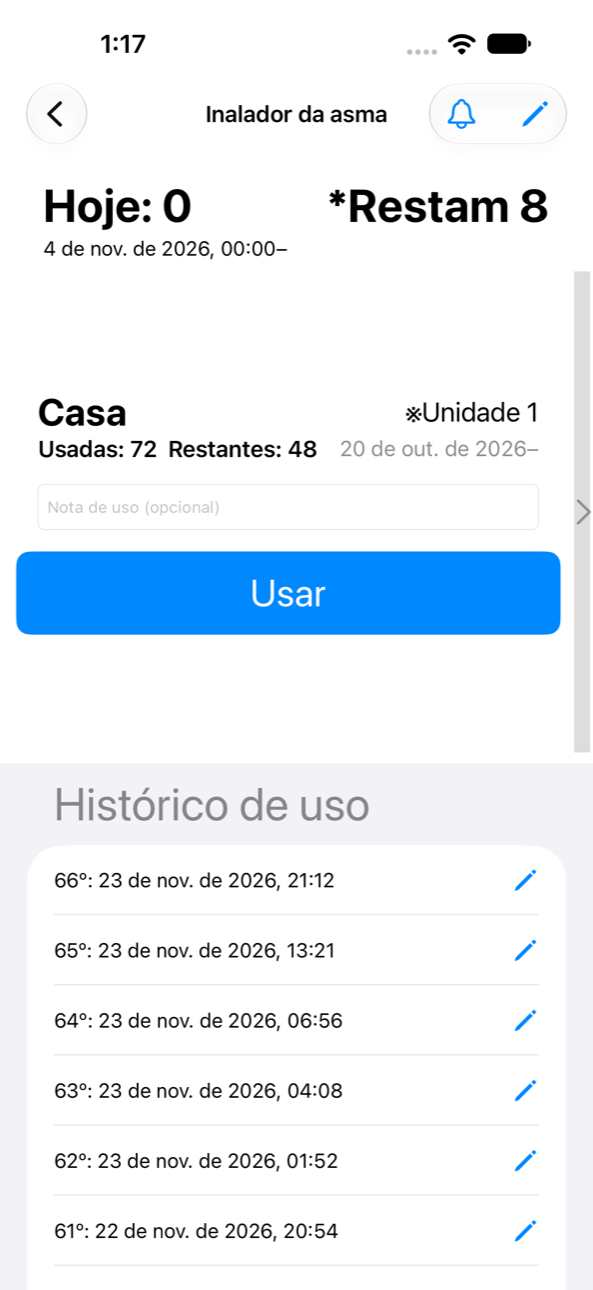 1:17
Inalador da asma
Hoje: 0 *Restam 8
4 de nov. de 2026, 00:00–
Casa ※Unidade 1
Usadas: 72 Restantes: 48 20 de out. de 2026–
Nota de uso (opcional)
Usar
Histórico de uso
66º: 23 de nov. de 2026, 21:12
65º: 23 de nov. de 2026, 13:21
64º: 23 de nov. de 2026, 06:56
63º: 23 de nov. de 2026, 04:08
62º: 23 de nov. de 2026, 01:52
61º: 22 de nov. de 2026, 20:54